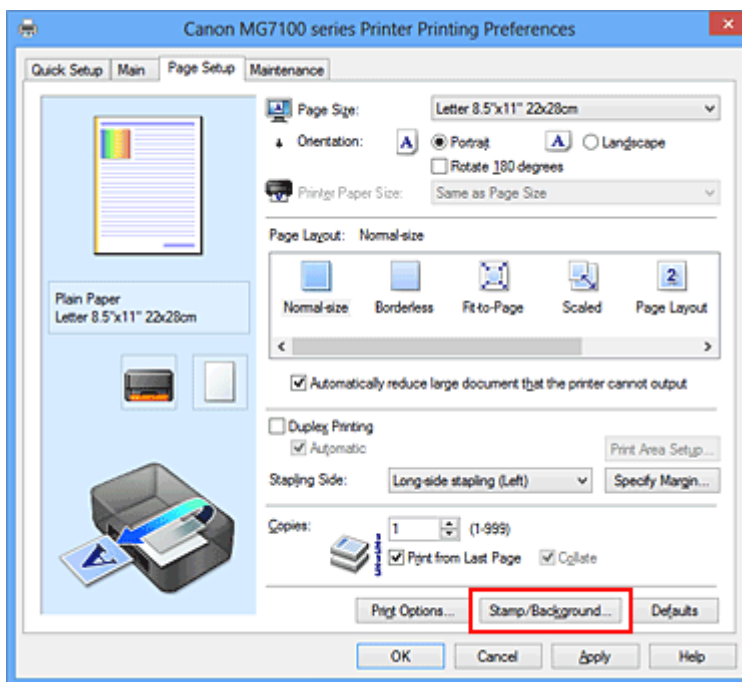 Canon MG7100 series Printer Printing Preferences
Quick Setup Main Page Setup Maintenance
Page Size: Letter 8.5"x11" 22x28cm
Orientation: A Portrait A Landscape
Rotate 180 degrees
Printer Paper Size: Same as Page Size
Page Layout: Normal-size
Normal-size Borderless Fit-to-Page Scaled Page Layout
Plain Paper
Letter 8.5"x11" 22x28cm
Automatically reduce large document that the printer cannot output
Duplex Printing
Automatic Print Area Setup...
Stapling Side: Long-side stapling (Left) Specify Margin...
Copies: 1 (1-999)
Print from Last Page Collate
Print Options... Stamp/Background... Defaults
OK Cancel Apply Help